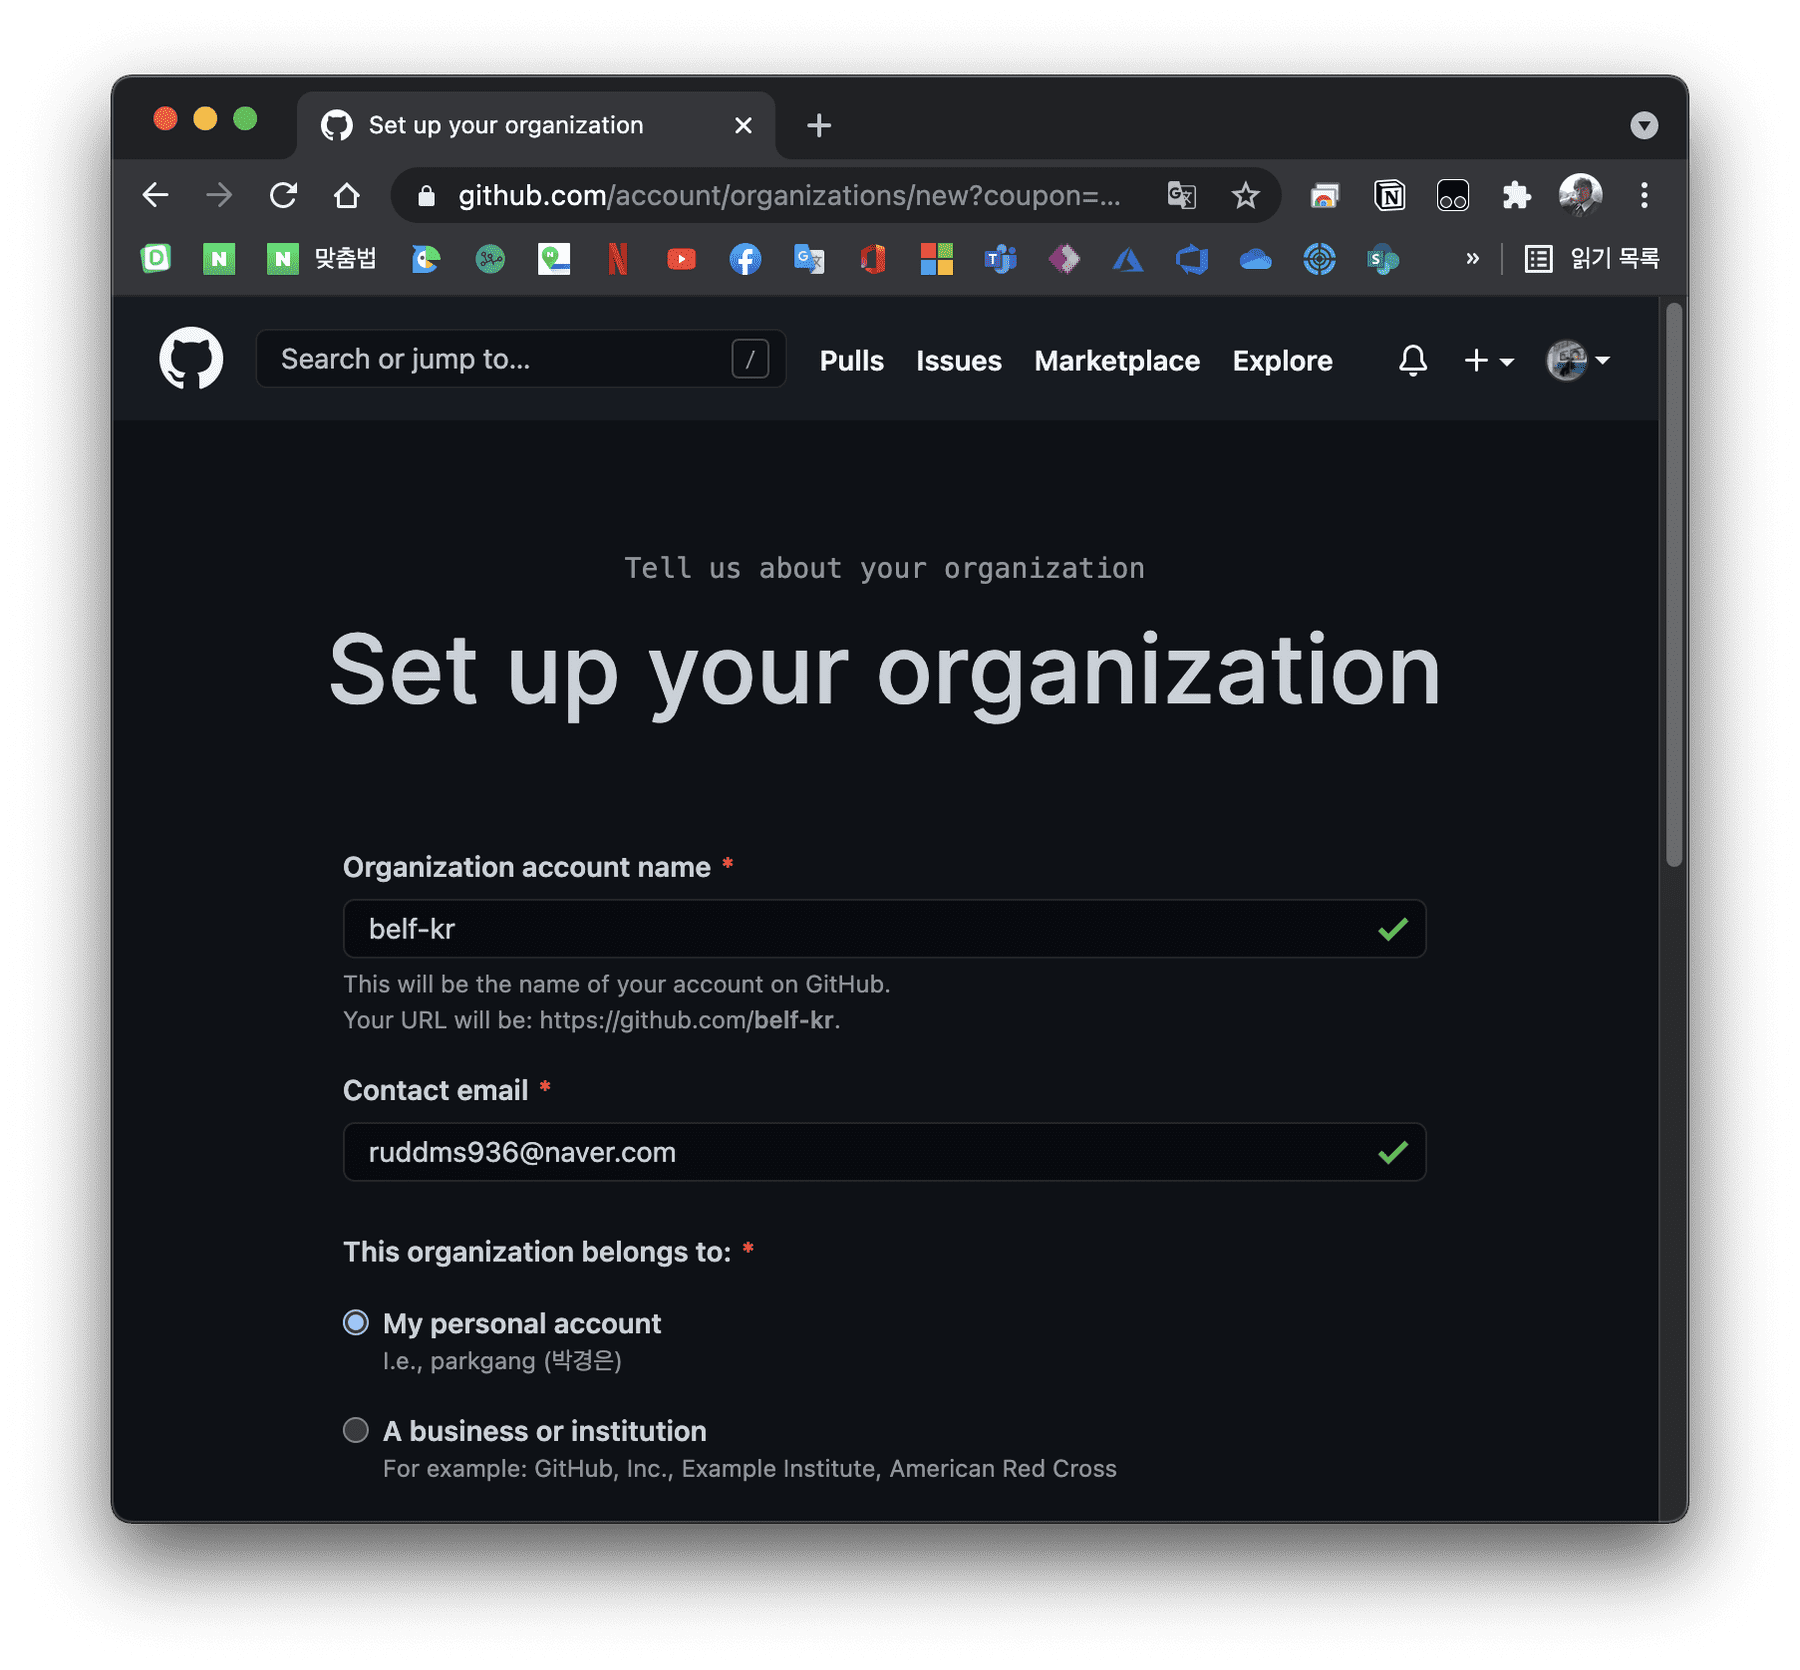 Set up your organization
github.com/account/organizations/new?coupon=...
맞춤법
읽기 목록
Search or jump to...
/
Pulls
Issues
Marketplace
Explore
Tell us about your organization
Set up your organization
Organization account name *
belf-kr
This will be the name of your account on GitHub.
Your URL will be: https://github.com/belf-kr.
Contact email *
ruddms936@naver.com
This organization belongs to: *
My personal account
I.e., parkgang (박경은)
A business or institution
For example: GitHub, Inc., Example Institute, American Red Cross